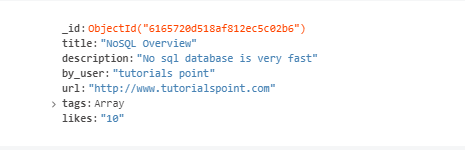 _id: ObjectId("6165720d518af812ec5c02b6")
title: "NoSQL Overview"
description: "No sql database is very fast"
by_user: "tutorials point"
url: "http://www.tutorialspoint.com"
> tags: Array
likes: "10"